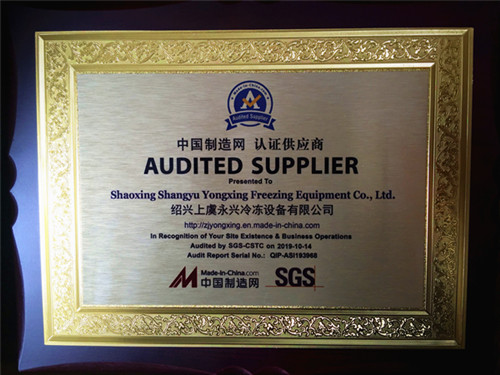 Made-in-China.com
Audited Supplier
中国制造网 认证供应商
AUDITED SUPPLIER
Presented To
Shaoxing Shangyu Yongxing Freezing Equipment Co., Ltd.
绍兴上虞永兴冷冻设备有限公司
http://zjyongxing.en.made-in-china.com
In Recognition of Your Site Existence & Business Operations
Audited by SGS-CSTC on 2019-10-14
Audit Report Serial No.: QIP-ASI193968
Made-in-China.com
中国制造网
SGS